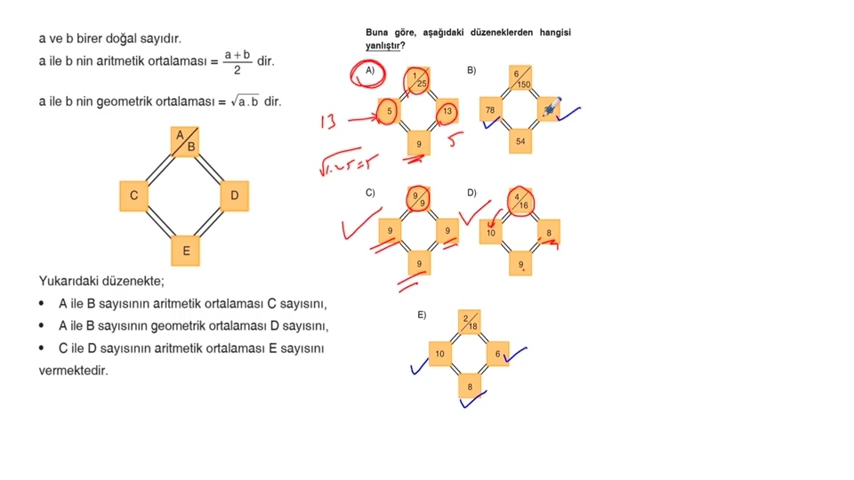 a ve b birer doğal sayıdır.
a ile b nin aritmetik ortalaması = a+b/2 dir.
a ile b nin geometrik ortalaması = √a.b dir.
A
B
C
D
E
Yukarıdaki düzenekte;
• A ile B sayısının aritmetik ortalaması C sayısını,
• A ile B sayısının geometrik ortalaması D sayısını,
• C ile D sayısının aritmetik ortalaması E sayısını
vermektedir.
Buna göre, aşağıdaki düzeneklerden hangisi
yanlıştır?
A)
1
25
5
13
9
13
5
√1.25=5
B)
6
150
78
54
C)
9
9
9
9
9
D)
4
16
10
8
9
E)
2
18
10
6
8